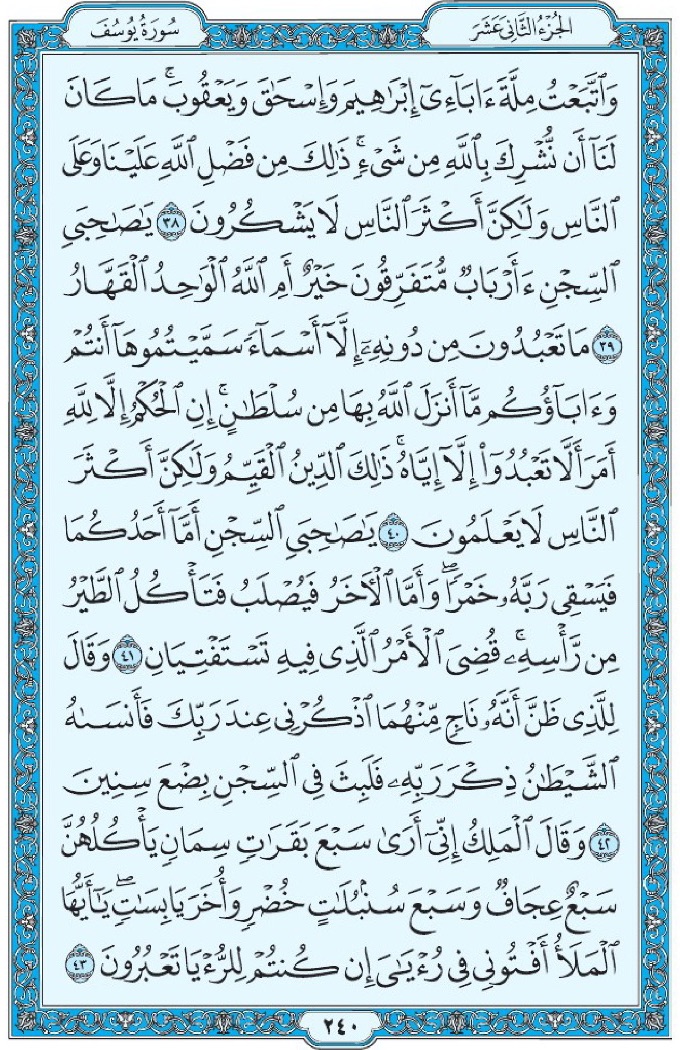 الجزء الثاني عشر
سورة يوسف
وَٱتَّبَعْتُ مِلَّةَ ءَابَآءِىٓ إِبْرَٰهِيمَ وَإِسْحَٰقَ وَيَعْقُوبَ ۚ مَا كَانَ
لَنَآ أَن نُّشْرِكَ بِٱللَّهِ مِن شَىْءٍ ۚ ذَٰلِكَ مِن فَضْلِ ٱللَّهِ عَلَيْنَا وَعَلَى
ٱلنَّاسِ وَلَٰكِنَّ أَكْثَرَ ٱلنَّاسِ لَا يَشْكُرُونَ ٣٨ يَٰصَىٰحِبَىِ
ٱلسِّجْنِ ءَأَرْبَابٌ مُّتَفَرِّقُونَ خَيْرٌ أَمِ ٱللَّهُ ٱلْوَٰحِدُ ٱلْقَهَّارُ
٣٩ مَا تَعْبُدُونَ مِن دُونِهِۦٓ إِلَّآ أَسْمَآءً سَمَّيْتُمُوهَآ أَنتُمْ
وَءَابَآؤُكُم مَّآ أَنزَلَ ٱللَّهُ بِهَا مِن سُلْطَٰنٍ ۚ إِنِ ٱلْحُكْمُ إِلَّا لِلَّهِ
أَمَرَ أَلَّا تَعْبُدُوٓا۟ إِلَّآ إِيَّاهُ ۚ ذَٰلِكَ ٱلدِّينُ ٱلْقَيِّمُ وَلَٰكِنَّ أَكْثَرَ
ٱلنَّاسِ لَا يَعْلَمُونَ ٤٠ يَٰصَىٰحِبَىِ ٱلسِّجْنِ أَمَّآ أَحَدُكُمَا
فَيَسْقِى رَبَّهُۥ خَمْرًا ۖ وَأَمَّا ٱلْءَاخَرُ فَيُصْلَبُ فَتَأْكُلُ ٱلطَّيْرُ
مِن رَّأْسِهِۦ ۚ قُضِىَ ٱلْأَمْرُ ٱلَّذِى فِيهِ تَسْتَفْتِيَانِ ٤١ وَقَالَ
لِلَّذِى ظَنَّ أَنَّهُۥ نَاجٍ مِّنْهُمَا ٱذْكُرْنِى عِندَ رَبِّكَ فَأَنسَىٰهُ
ٱلشَّيْطَٰنُ ذِكْرَ رَبِّهِۦ فَلَبِثَ فِى ٱلسِّجْنِ بِضْعَ سِنِينَ
٤٢ وَقَالَ ٱلْمَلِكُ إِنِّىٓ أَرَىٰ سَبْعَ بَقَرَٰتٍ سِمَانٍ يَأْكُلُهُنَّ
سَبْعٌ عِجَافٌ وَسَبْعَ سُنۢبُلَٰتٍ خُضْرٍ وَأُخَرَ يَابِسَٰتٍ ۖ يَٰٓأَيُّهَا
ٱلْمَلَأُ أَفْتُونِى فِى رُءْيَٰىَ إِن كُنتُمْ لِلرُّءْيَا تَعْبُرُونَ ٤٣
٢٤٠